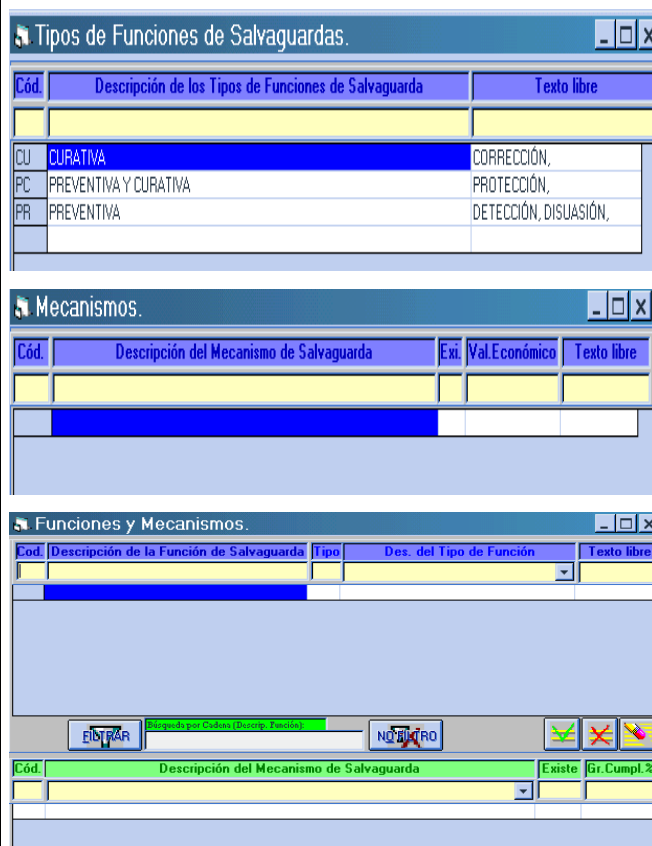 Tipos de Funciones de Salvaguardas.
Cód. Descripción de los Tipos de Funciones de Salvaguarda Texto libre
CU CURATIVA CORRECCIÓN,
PC PREVENTIVA Y CURATIVA PROTECCIÓN,
PR PREVENTIVA DETECCIÓN, DISUASIÓN,
Mecanismos.
Cód. Descripción del Mecanismo de Salvaguarda Exi. Val.Económico Texto libre
Funciones y Mecanismos.
Cod. Descripción de la Función de Salvaguarda Tipo Des. del Tipo de Función Texto libre
Búsqueda por Cadena (Descrip. Función):
FILTRAR NO FILTRO
Cód. Descripción del Mecanismo de Salvaguarda Existe Gr.Cumpl.%